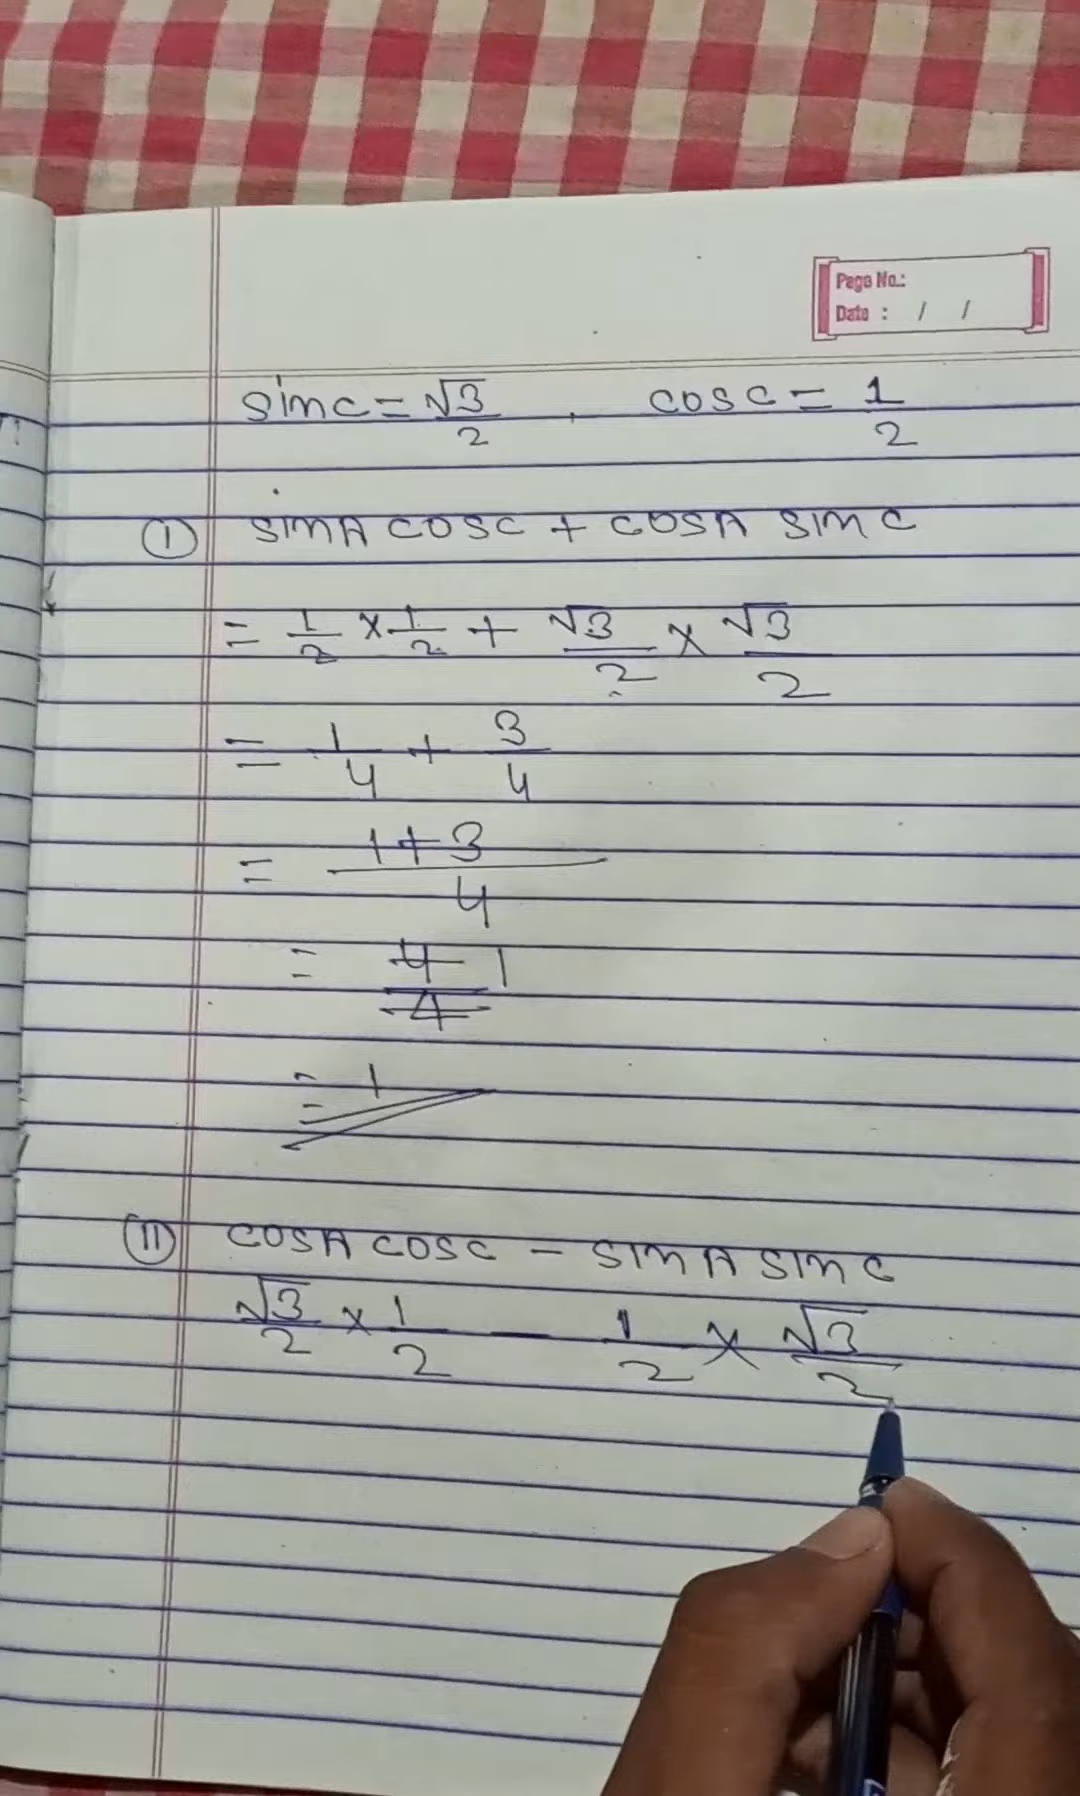 Page No.:
Date : / /
sinc = √3/2 , cosc = 1/2
(I) sinA cosc + cosA sinc
= 1/2 × 1/2 + √3/2 × √3/2
= 1/4 + 3/4
= 1+3/4
= 4/4 1
= 1
(II) cosA cosc - sinA sinc
√3/2 × 1/2 - 1/2 × √3/2